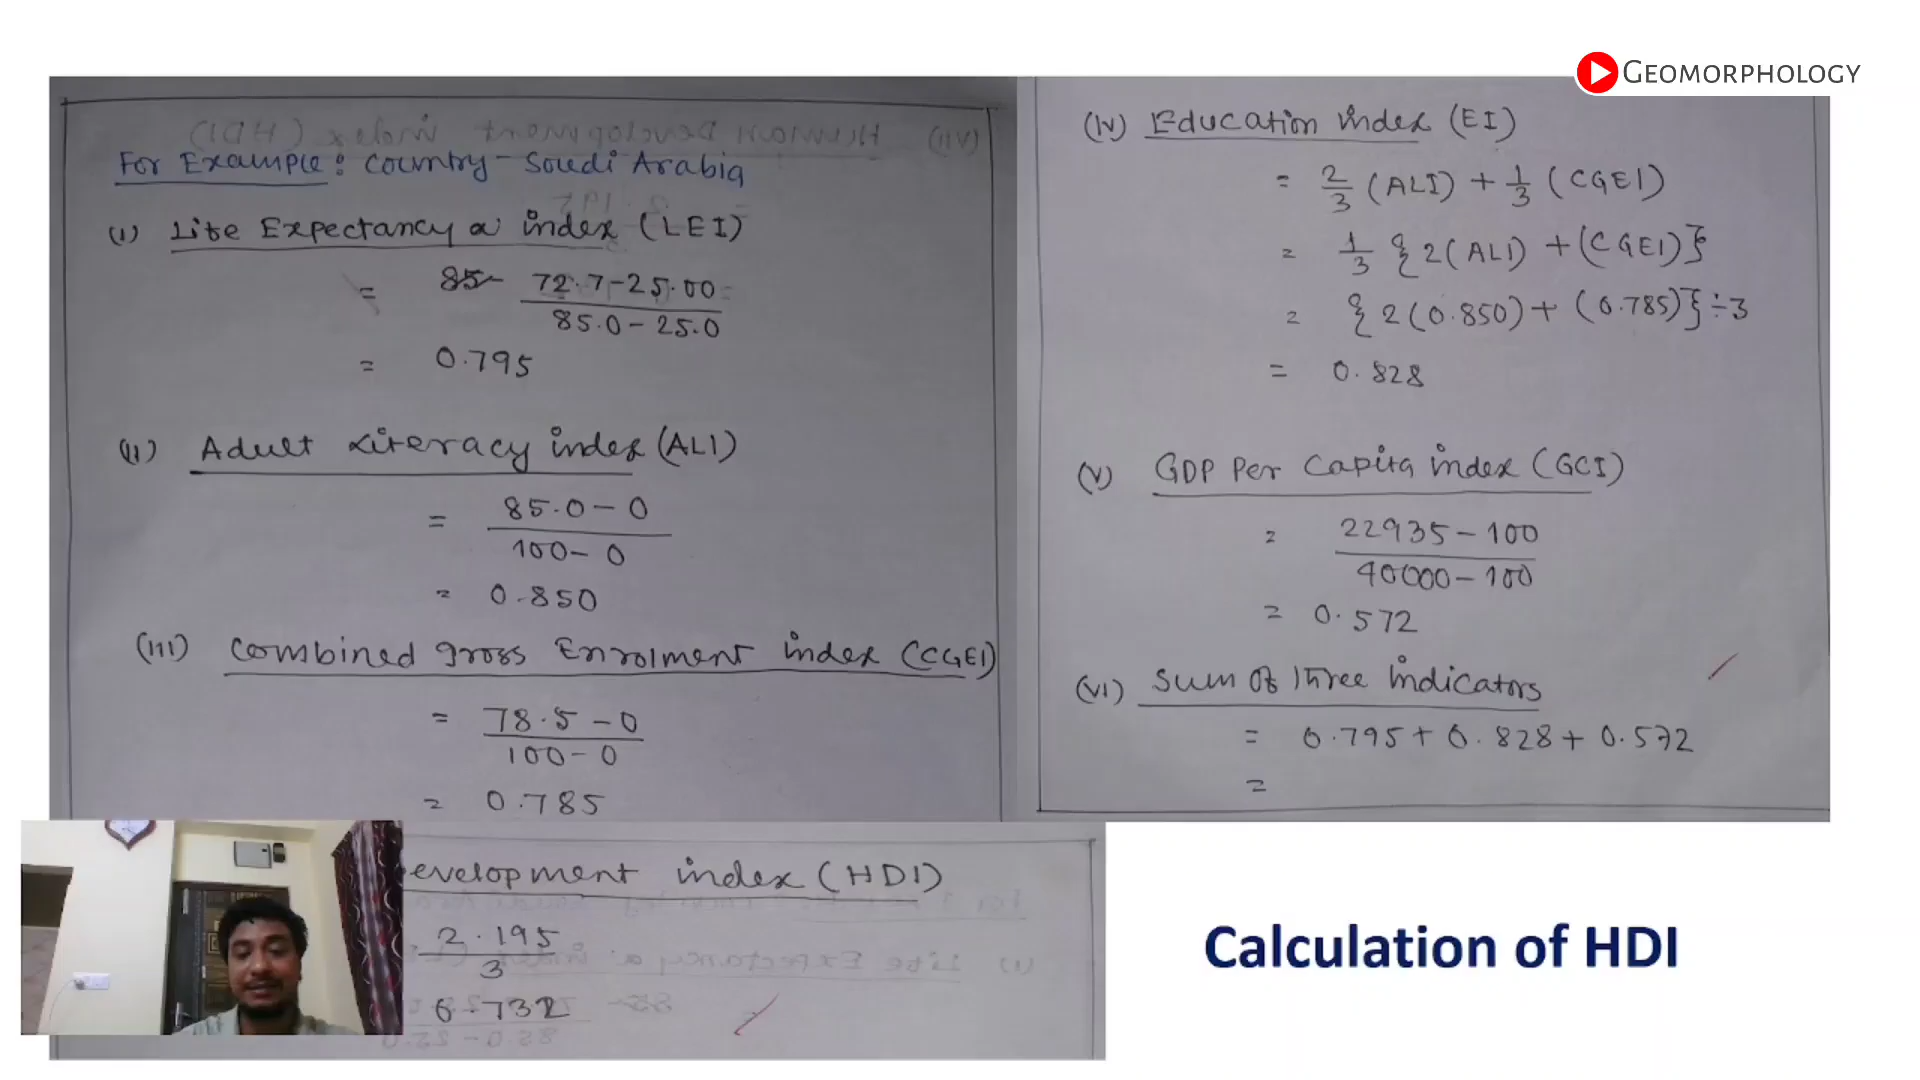 GEOMORPHOLOGY
For Example: Country - Soudi Arabia
(I) Life Expectancy a index (LEI)
= 85- 72.7-25.00
85.0-25.0
= 0.795
(II) Adult Literacy index (ALI)
= 85.0-0
100-0
= 0.850
(III) Combined gross Enrolment index (CGEI)
= 78.5-0
100-0
= 0.785
(IV) Education index (EI)
= 2/3 (ALI) + 1/3 (CGEI)
= 1/3 {2(ALI) + (CGEI)}
= {2(0.850) + (0.785)} ÷3
= 0.828
(V) GDP Per Capita index (GCI)
= 22935-100
40000-100
= 0.572
(VI) Sum of Three indicators
= 0.795+0.828+0.572
=
evelopment index (HDI)
2.195
3
0.732
Calculation of HDI